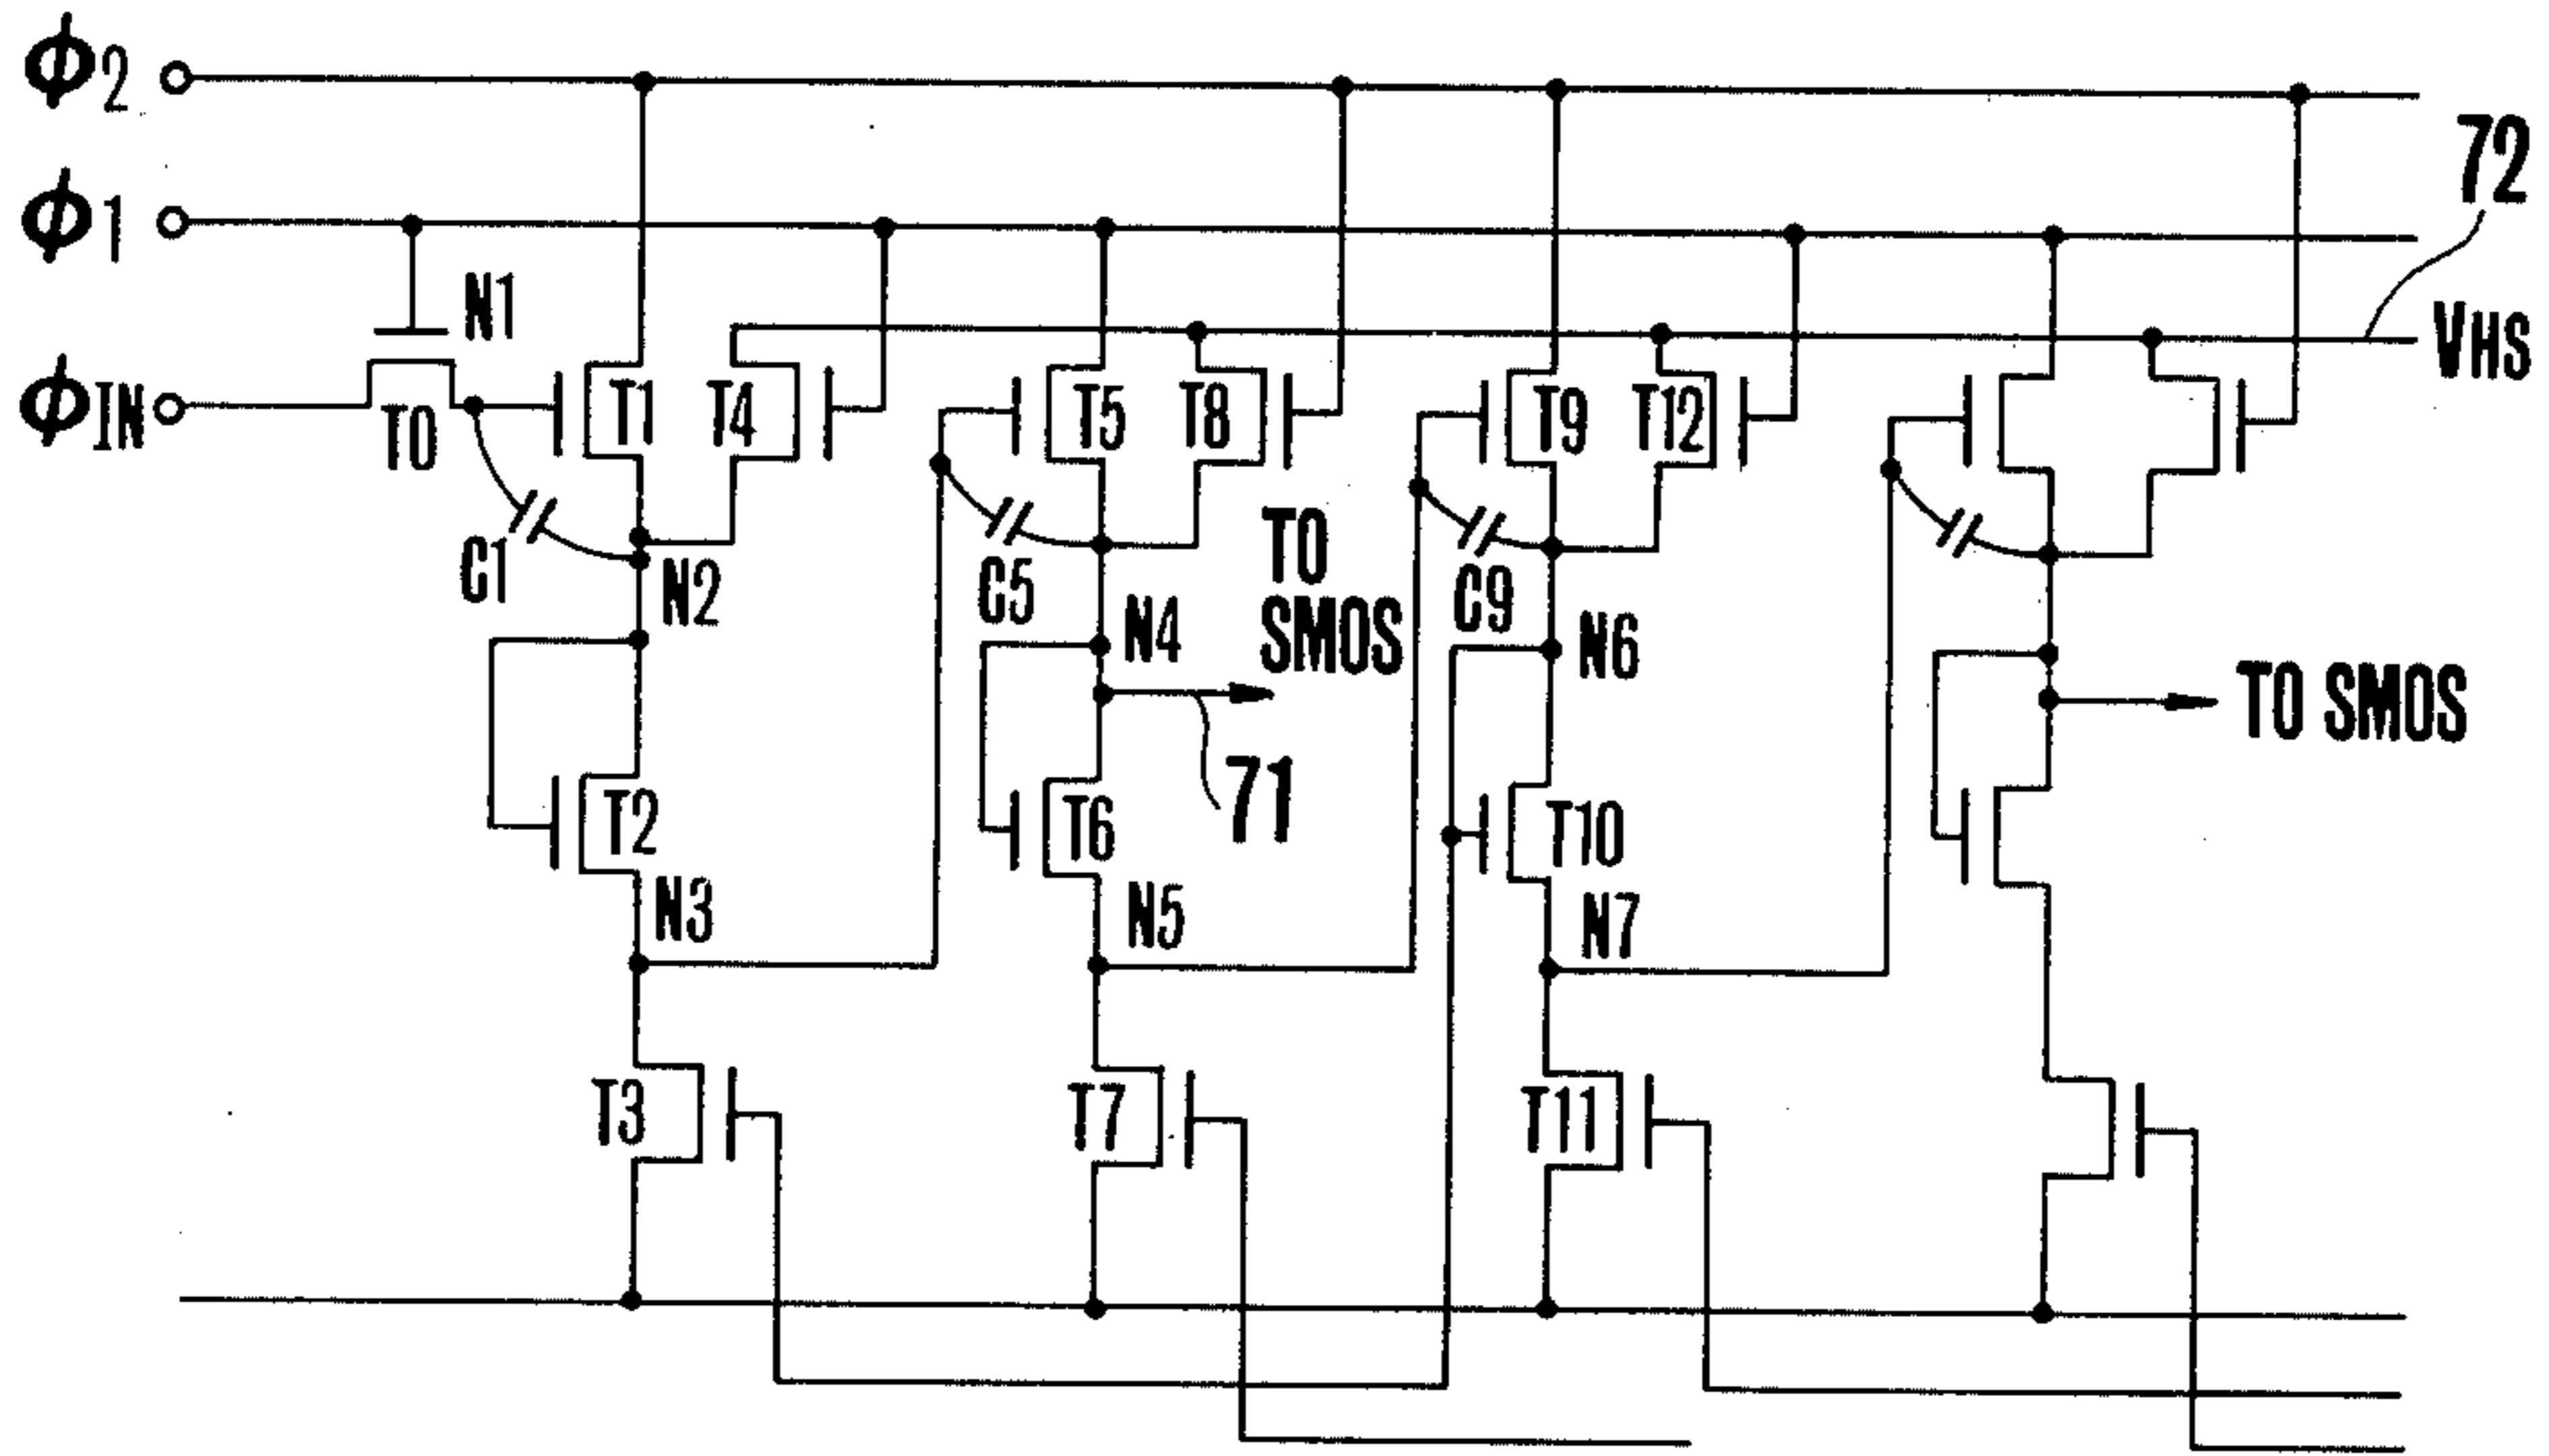 ϕ2
ϕ1
72
N1
VHS
ϕIN
T0
T1
T4
T5
T8
T9
T12
C1
N2
C5
N4
TO
SMOS
C9
N6
TO SMOS
71
T2
T6
T10
N3
N5
N7
T3
T7
T11